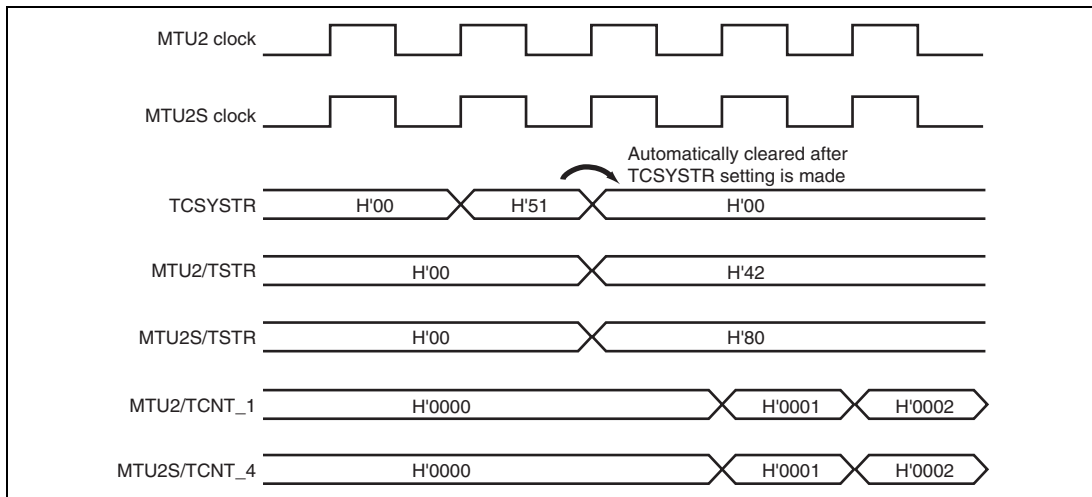 MTU2 clock
MTU2S clock
Automatically cleared after
TCSYSTR setting is made
TCSYSTR H'00 H'51 H'00
MTU2/TSTR H'00 H'42
MTU2S/TSTR H'00 H'80
MTU2/TCNT_1 H'0000 H'0001 H'0002
MTU2S/TCNT_4 H'0000 H'0001 H'0002